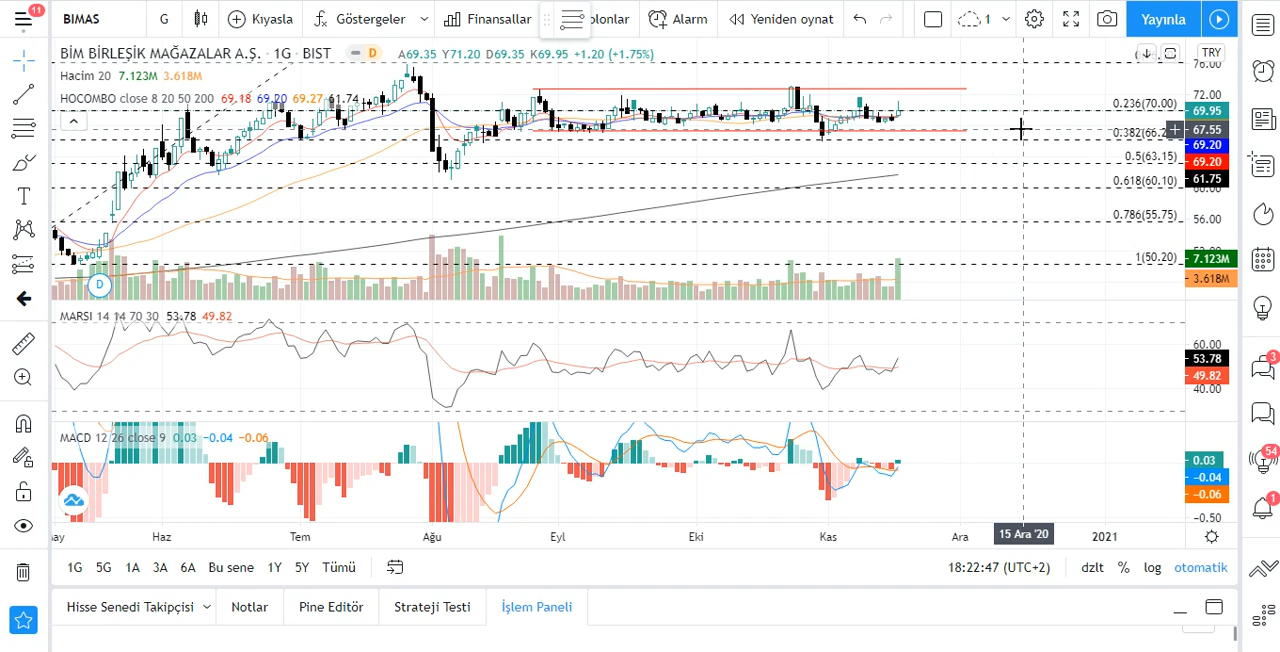 11
BIMAS
G
Kıyasla
Göstergeler
Finansallar
olonlar
Alarm
Yeniden oynat
1
Yayınla
BİM BİRLEŞİK MAĞAZALAR A.Ş. · 1G · BIST
D
A69.35 Y71.20 D69.35 K69.95 +1.20 (+1.75%)
TRY
Hacim 20 7.123M 3.618M
HOCOMBO close 8 20 50 200 69.18 69.20 69.27 61.74
76.00
72.00
0.236(70.00)
69.95
67.55
69.20
0.5(63.15)
69.20
0.618(60.10)
61.75
60.00
0.786(55.75)
56.00
1(50.20)
7.123M
3.618M
D
MARSI 14 14 70 30 53.78 49.82
60.00
53.78
49.82
40.00
3
MACD 12 26 close 9 0.03 −0.04 −0.06
0.03
−0.04
−0.06
−0.50
54
1
Haz
Tem
Ağu
Eyl
Eki
Kas
Ara
15 Ara '20
2021
1G 5G 1A 3A 6A Bu sene 1Y 5Y Tümü
18:22:47 (UTC+2)
dzlt % log otomatik
Hisse Senedi Takipçisi
Notlar
Pine Editör
Strateji Testi
İşlem Paneli